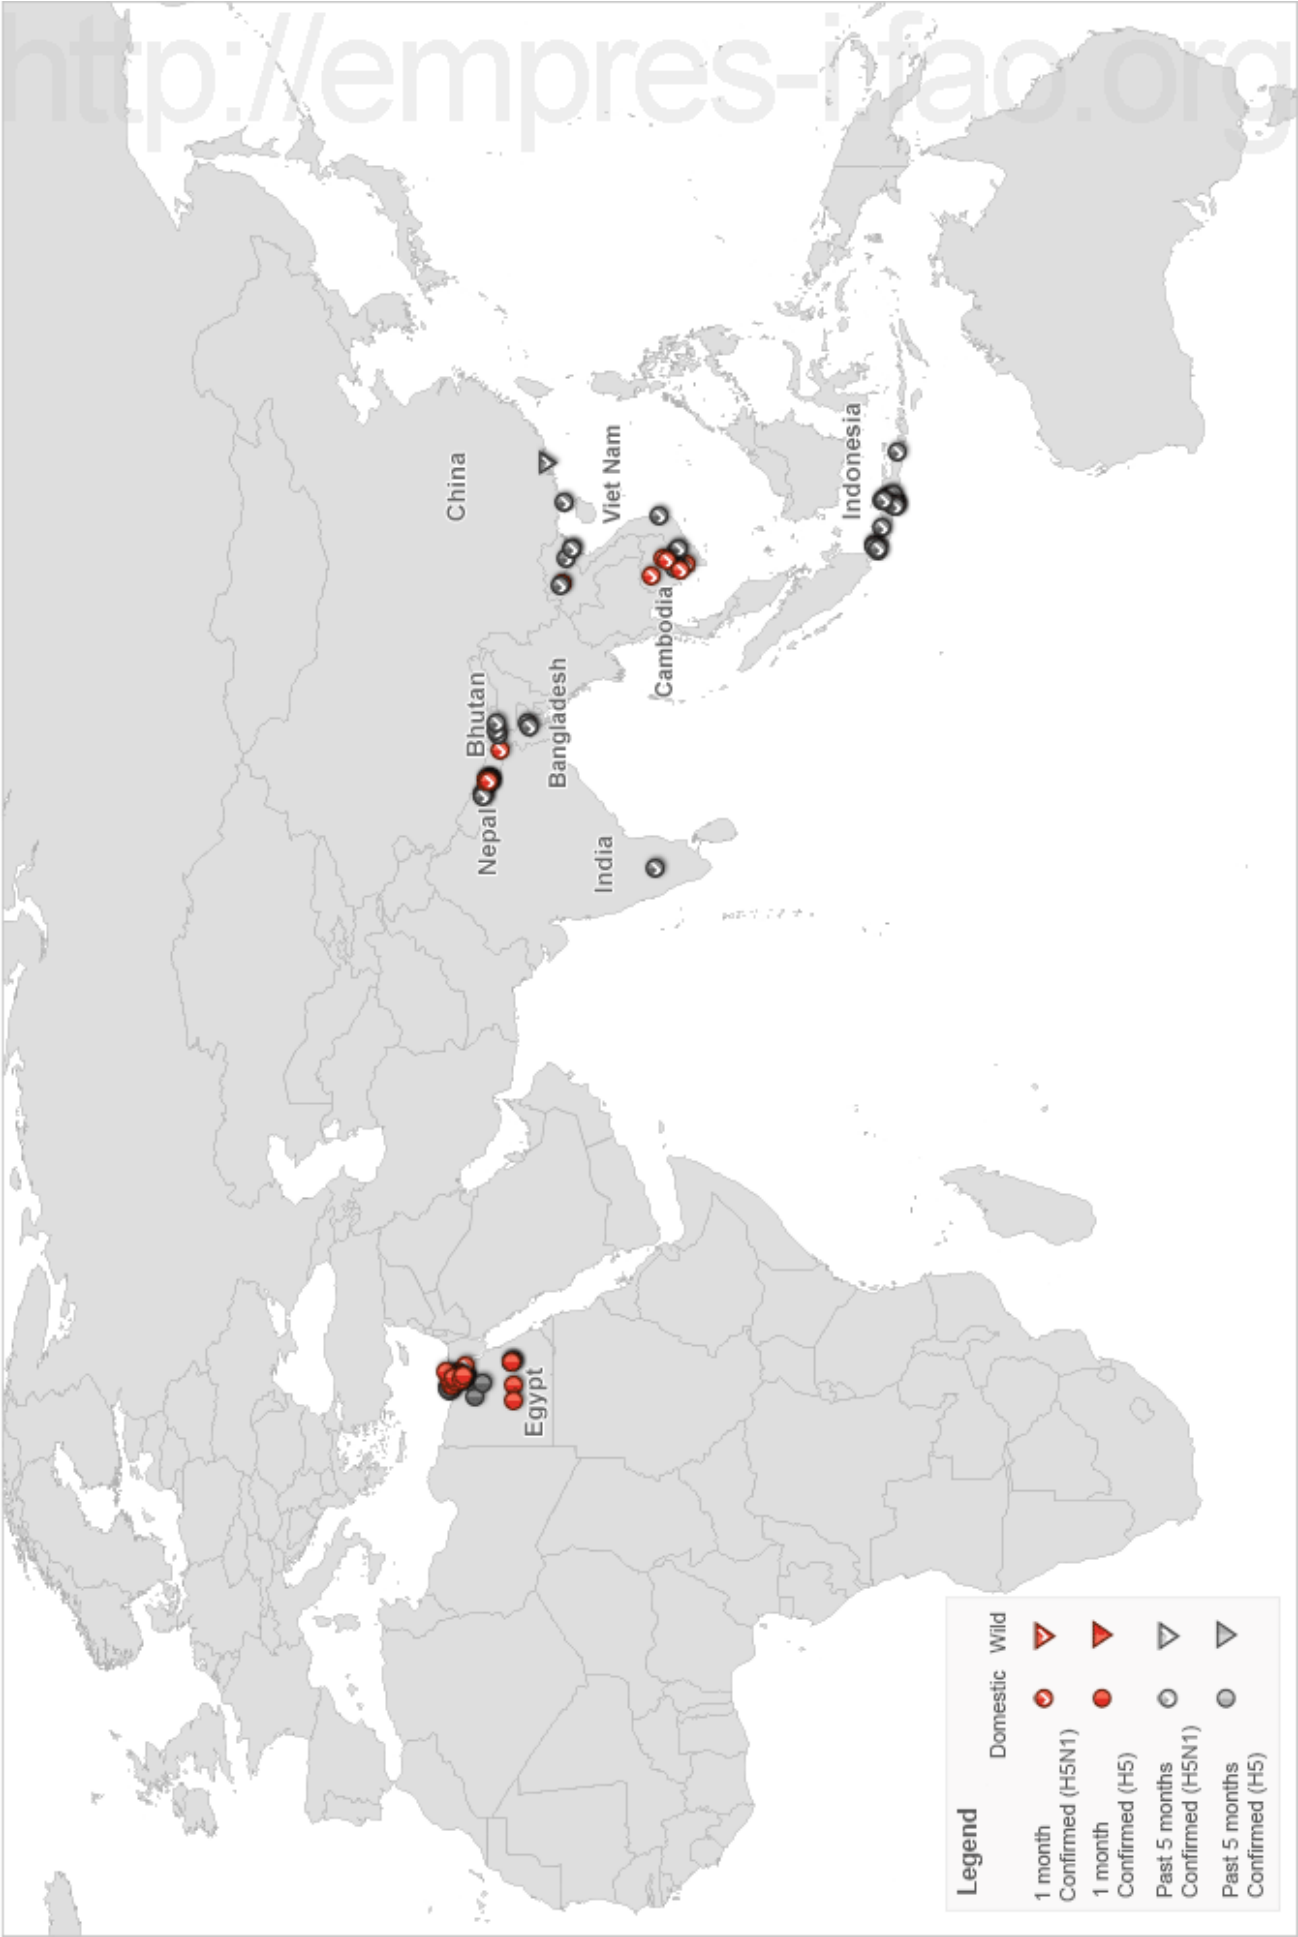 http://empres-i.fao.org
China
Viet Nam
Indonesia
Cambodia
Bhutan
Bangladesh
Nepal
India
Egypt
Legend
Domestic Wild
1 month
Confirmed (H5N1)
1 month
Confirmed (H5)
Past 5 months
Confirmed (H5N1)
Past 5 months
Confirmed (H5)